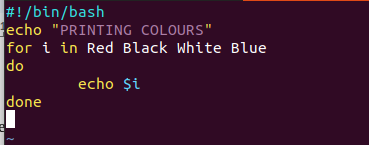 #!/bin/bash
echo "PRINTING COLOURS"
for i in Red Black White Blue
do
        echo $i
done
~